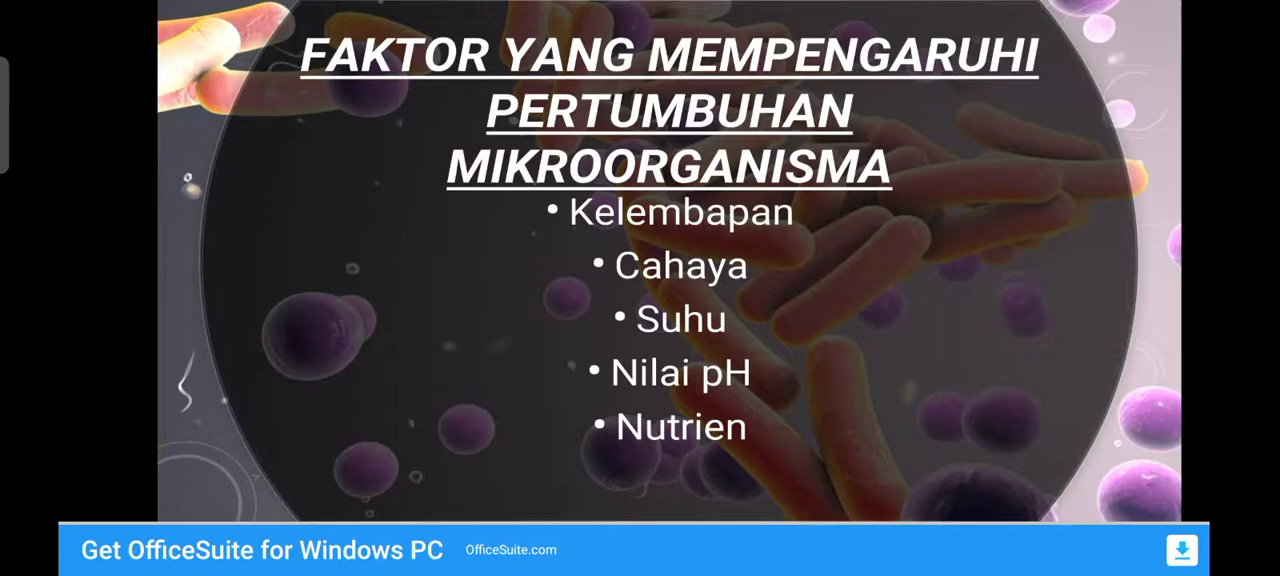 FAKTOR YANG MEMPENGARUHI
PERTUMBUHAN
MIKROORGANISMA
• Kelembapan
• Cahaya
• Suhu
• Nilai pH
• Nutrien
Get OfficeSuite for Windows PC OfficeSuite.com